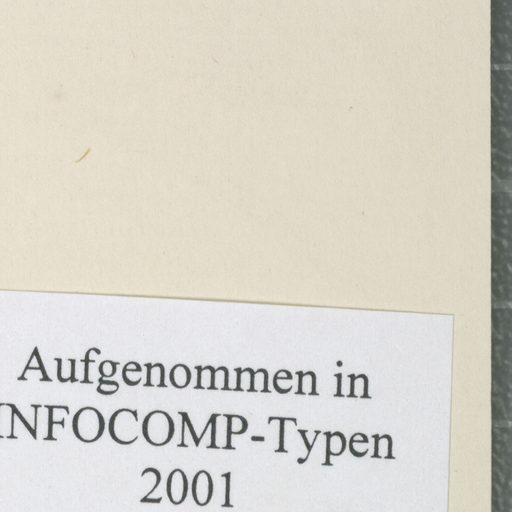 Aufgenommen in
INFOCOMP-Typen
2001